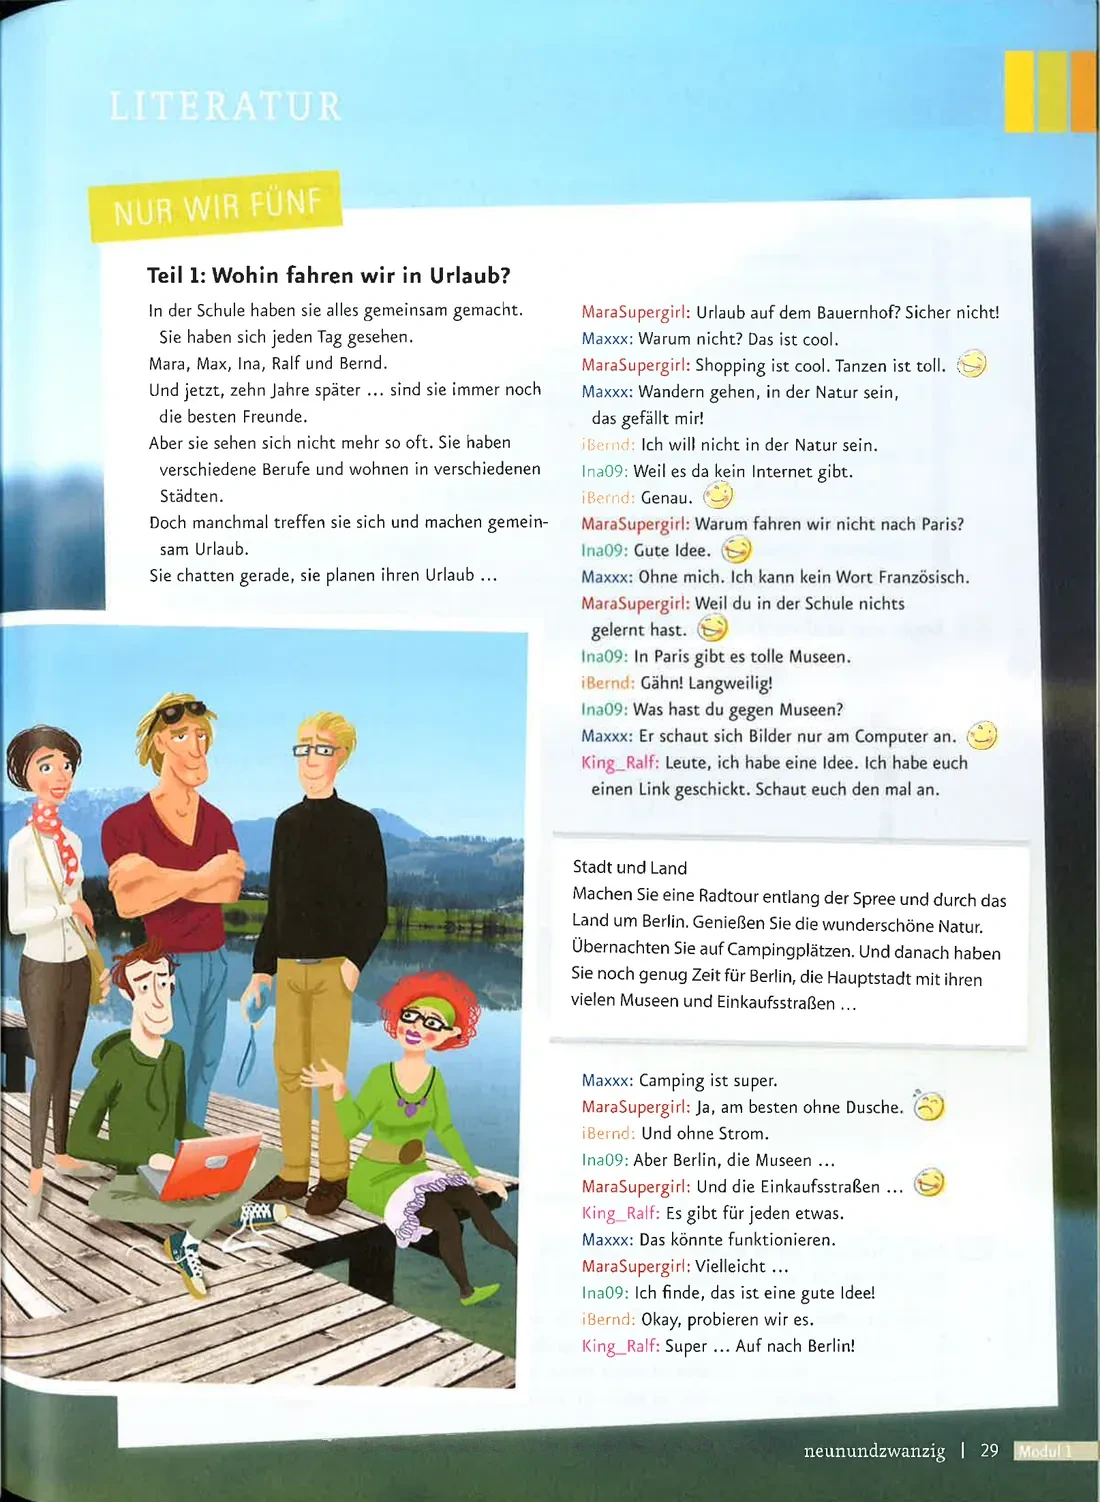 LITERATUR
NUR WIR FÜNF
Teil 1: Wohin fahren wir in Urlaub?
In der Schule haben sie alles gemeinsam gemacht.
Sie haben sich jeden Tag gesehen.
Mara, Max, Ina, Ralf und Bernd.
Und jetzt, zehn Jahre später ... sind sie immer noch
die besten Freunde.
Aber sie sehen sich nicht mehr so oft. Sie haben
verschiedene Berufe und wohnen in verschiedenen
Städten.
Doch manchmal treffen sie sich und machen gemein-
sam Urlaub.
Sie chatten gerade, sie planen ihren Urlaub ...
MaraSupergirl: Urlaub auf dem Bauernhof? Sicher nicht!
Maxxx: Warum nicht? Das ist cool.
MaraSupergirl: Shopping ist cool. Tanzen ist toll.
Maxxx: Wandern gehen, in der Natur sein,
das gefällt mir!
iBernd: Ich will nicht in der Natur sein.
Ina09: Weil es da kein Internet gibt.
iBernd: Genau.
MaraSupergirl: Warum fahren wir nicht nach Paris?
Ina09: Gute Idee.
Maxxx: Ohne mich. Ich kann kein Wort Französisch.
MaraSupergirl: Weil du in der Schule nichts
gelernt hast.
Ina09: In Paris gibt es tolle Museen.
iBernd: Gähn! Langweilig!
Ina09: Was hast du gegen Museen?
Maxxx: Er schaut sich Bilder nur am Computer an.
King_Ralf: Leute, ich habe eine Idee. Ich habe euch
einen Link geschickt. Schaut euch den mal an.
Stadt und Land
Machen Sie eine Radtour entlang der Spree und durch das
Land um Berlin. Genießen Sie die wunderschöne Natur.
Übernachten Sie auf Campingplätzen. Und danach haben
Sie noch genug Zeit für Berlin, die Hauptstadt mit ihren
vielen Museen und Einkaufsstraßen ...
Maxxx: Camping ist super.
MaraSupergirl: Ja, am besten ohne Dusche.
iBernd: Und ohne Strom.
Ina09: Aber Berlin, die Museen ...
MaraSupergirl: Und die Einkaufsstraßen ...
King_Ralf: Es gibt für jeden etwas.
Maxxx: Das könnte funktionieren.
MaraSupergirl: Vielleicht ...
Ina09: Ich finde, das ist eine gute Idee!
iBernd: Okay, probieren wir es.
King_Ralf: Super ... Auf nach Berlin!
neunundzwanzig | 29 Modul 1